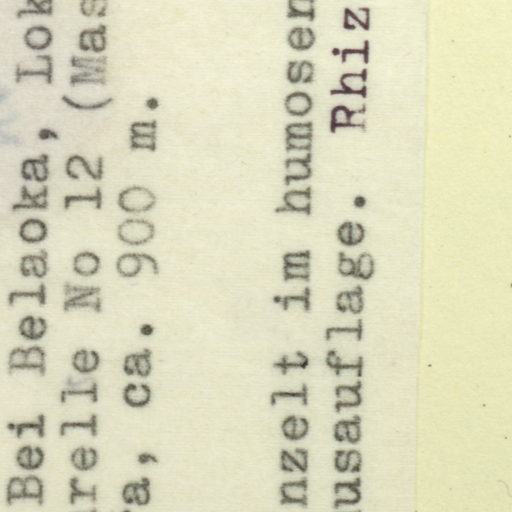 Bei Belaoka, Lok
relle No 12 (Mas
a, ca. 900 m.
nzelt im humosen
usauflage. Rhiz